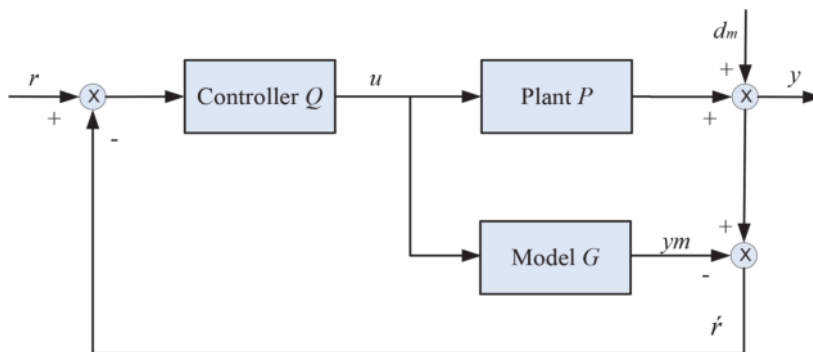 dm
r
Controller Q
u
Plant P
y
+
-
+
+
Model G
ym
+
-
ŕ